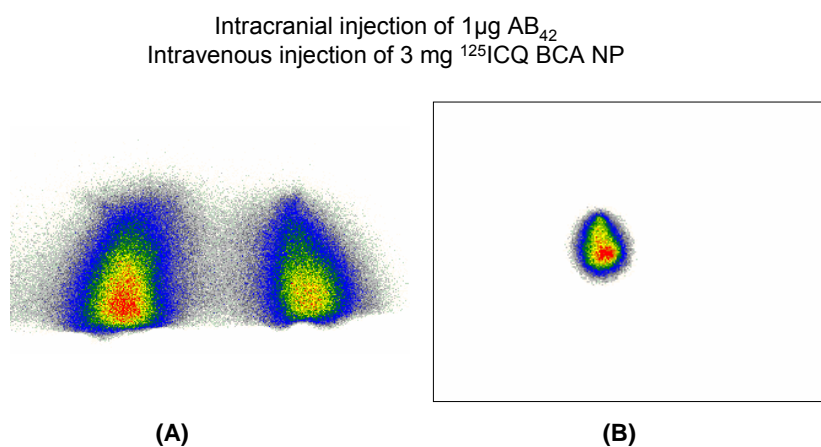 Intracranial injection of 1µg AB₄₂
Intravenous injection of 3 mg ¹²⁵ICQ BCA NP
(A)
(B)